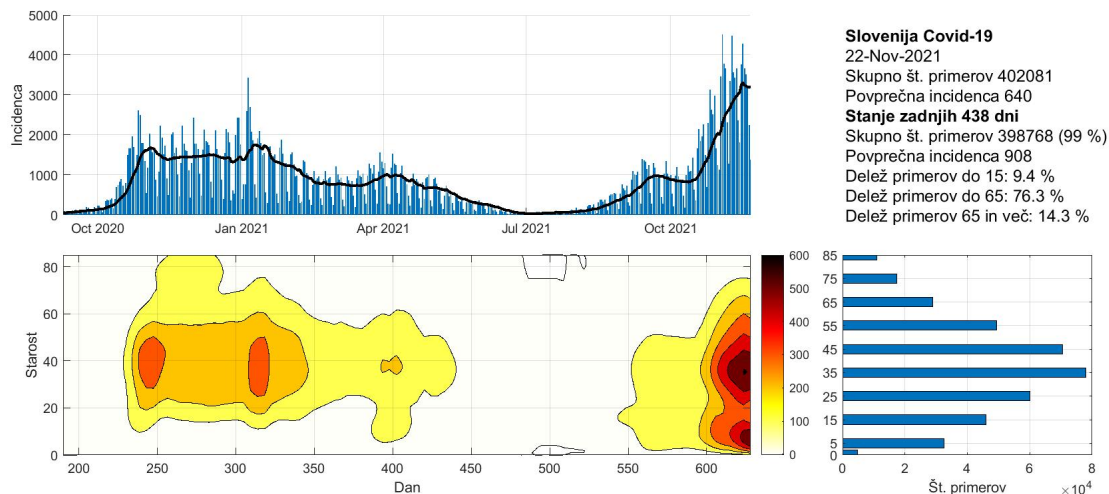 5000
4000
3000
2000
1000
0
Incidenca
Oct 2020
Jan 2021
Apr 2021
Jul 2021
Oct 2021
Slovenija Covid-19
22-Nov-2021
Skupno št. primerov 402081
Povprečna incidenca 640
Stanje zadnjih 438 dni
Skupno št. primerov 398768 (99 %)
Povprečna incidenca 908
Delež primerov do 15: 9.4 %
Delež primerov do 65: 76.3 %
Delež primerov 65 in več: 14.3 %
80
60
40
20
0
Starost
200
250
300
350
400
450
500
550
600
Dan
600
500
400
300
200
100
0
85
75
65
55
45
35
25
15
5
0
0
2
4
6
8
Št. primerov
×10⁴